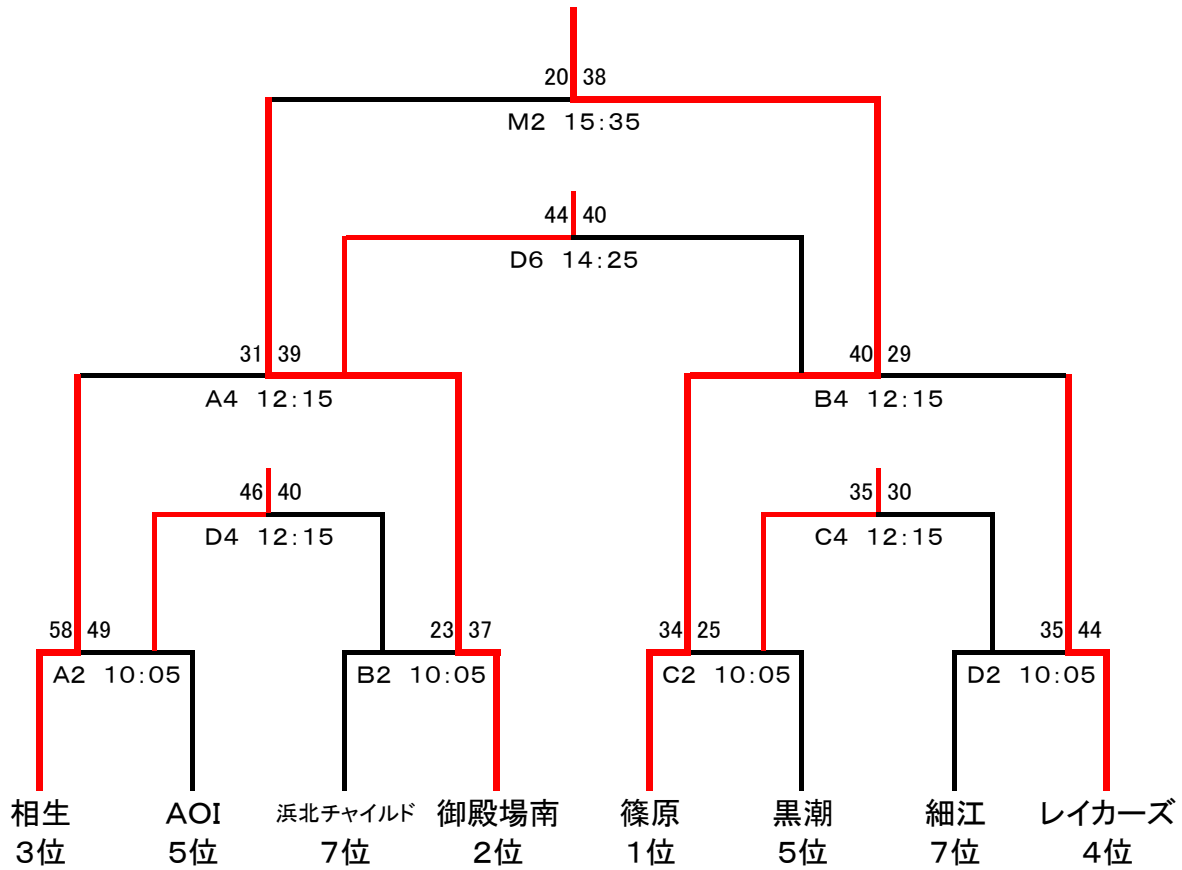 20 38
M2 15:35
44 40
D6 14:25
31 39 40 29
A4 12:15 B4 12:15
46 40 35 30
D4 12:15 C4 12:15
58 49 23 37 34 25 35 44
A2 10:05 B2 10:05 C2 10:05 D2 10:05
相生 AOI 浜北チャイルド 御殿場南 篠原 黒潮 細江 レイカーズ
3位 5位 7位 2位 1位 5位 7位 4位